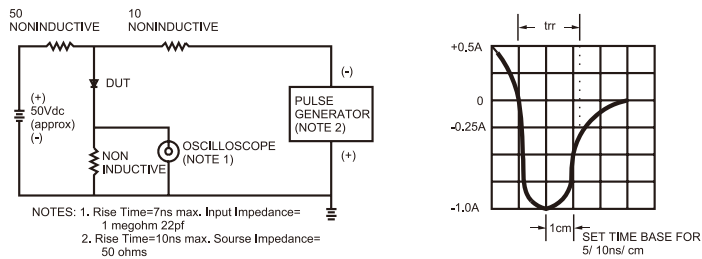 50
NONINDUCTIVE
10
NONINDUCTIVE
DUT
(+)
50Vdc
(approx)
(-)
NON
INDUCTIVE
OSCILLOSCOPE
(NOTE 1)
(-)
PULSE
GENERATOR
(NOTE 2)
(+)
NOTES: 1. Rise Time=7ns max. Input Impedance=
1 megohm 22pf
2. Rise Time=10ns max. Sourse Impedance=
50 ohms
trr
+0.5A
0
-0.25A
-1.0A
1cm
SET TIME BASE FOR
5/ 10ns/ cm